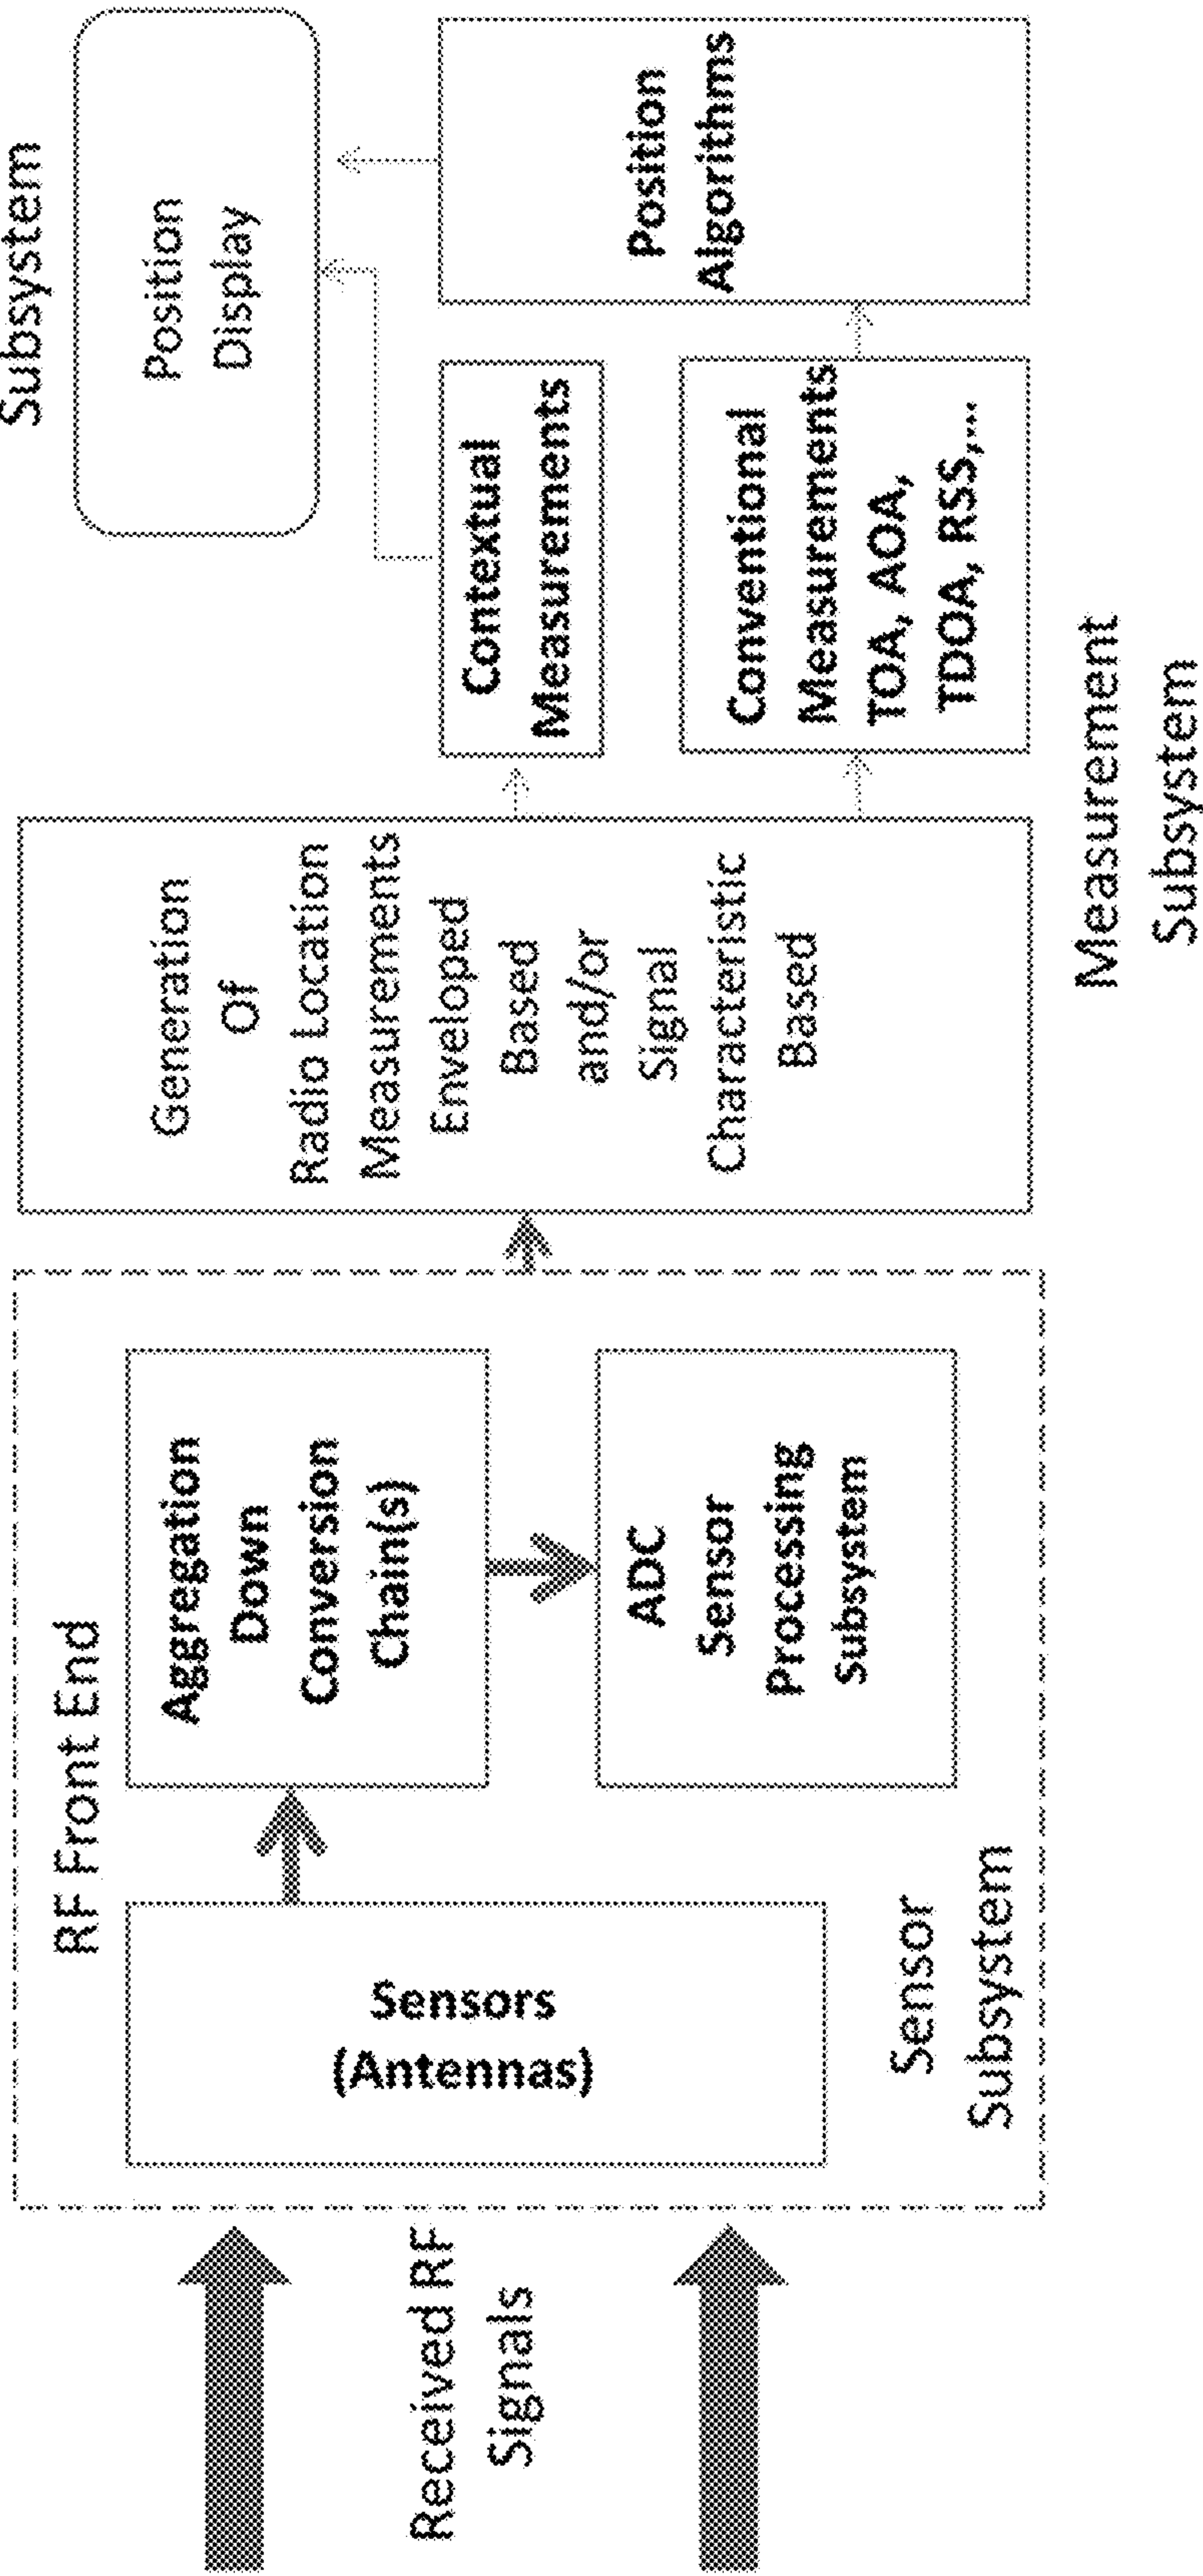 Received RF
Signals
RF Front End
Sensors
(Antennas)
Aggregation
Down
Conversion
Chain(s)
ADC
Sensor
Processing
Subsystem
Sensor
Subsystem
Generation
Of
Radio Location
Measurements
Enveloped
Based
and/or
Signal
Characteristic
Based
Contextual
Measurements
Conventional
Measurements
TOA, AOA,
TDOA, RSS,...
Measurement
Subsystem
Position
Algorithms
Subsystem
Position
Display